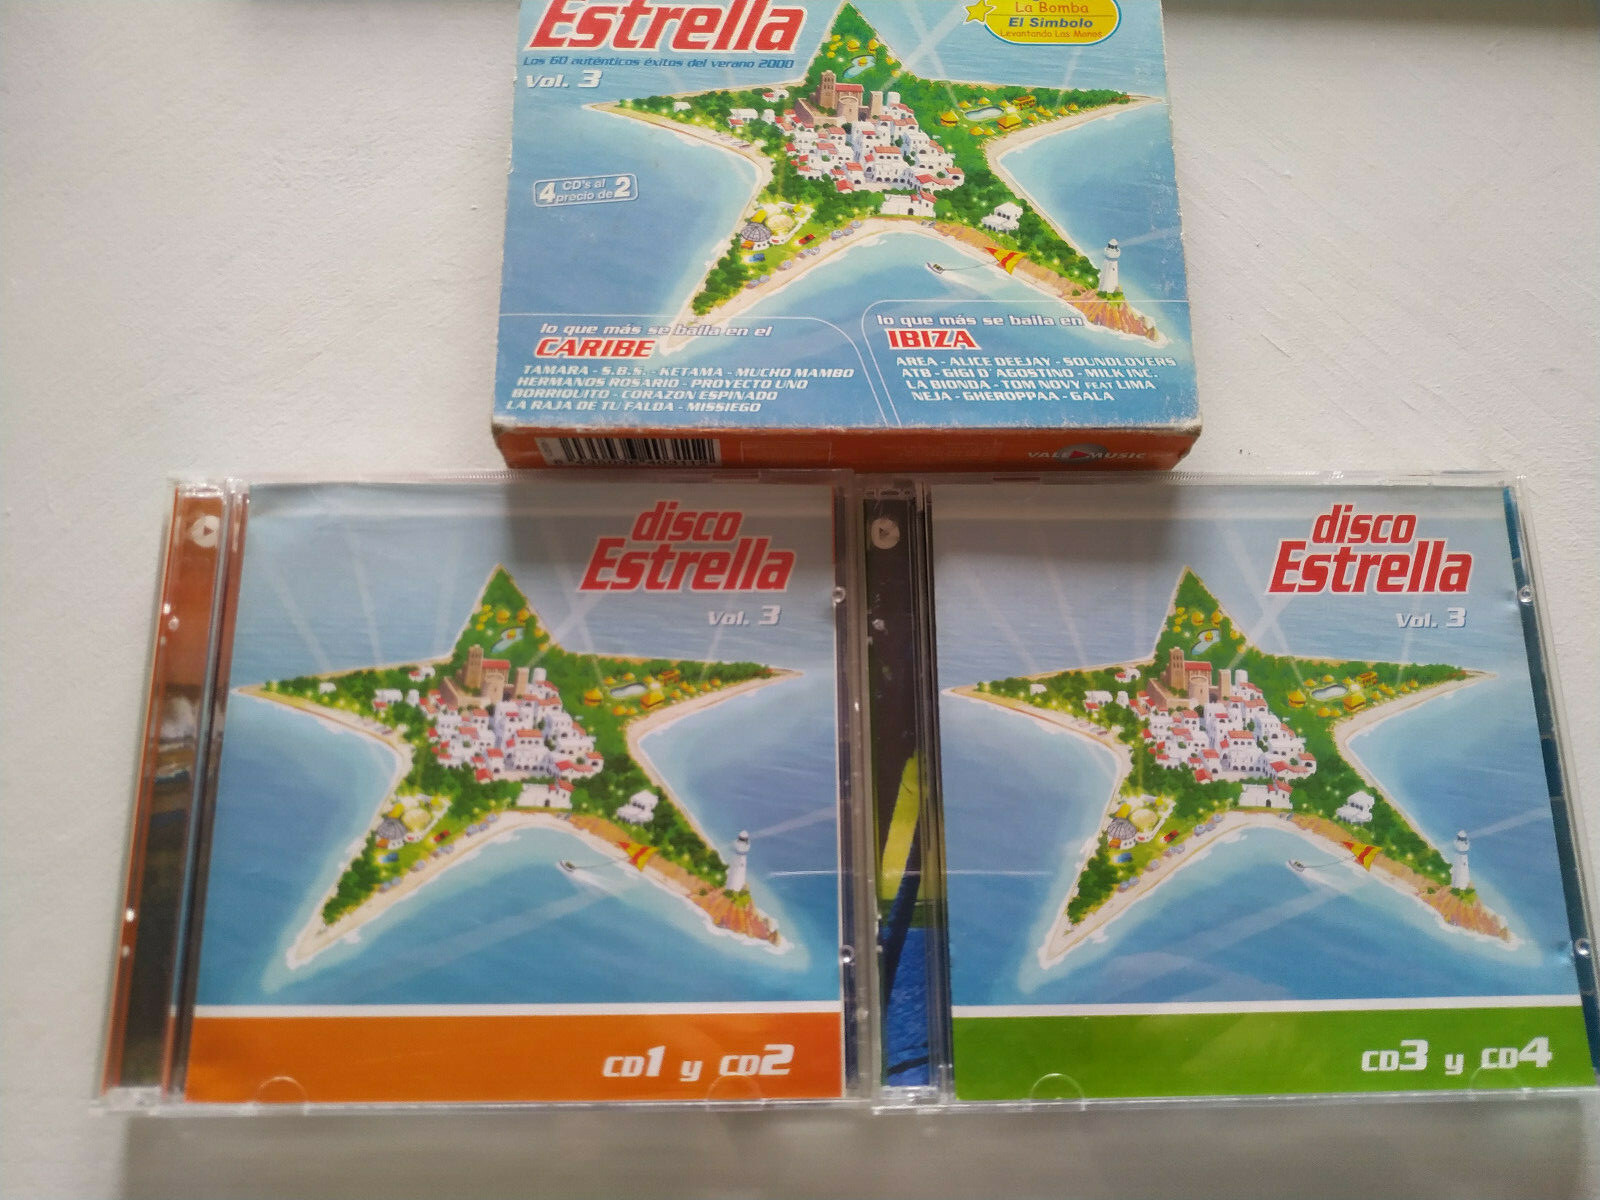 Estrella
Los 60 auténticos éxitos del verano 2000
Vol. 3
La Bomba
El Símbolo
Levantando Las Manos
4 CD's al
precio de 2
lo que más se baila en el
CARIBE
TAMARA - S.B.S. - KETAMA - MUCHO MAMBO
HERMANOS ROSARIO - PROYECTO UNO
BORRIQUITO - CORAZON ESPINADO
LA RAJA DE TU FALDA - MISSIEGO
lo que más se baila en
IBIZA
AREA - ALICE DEEJAY - SOUNDLOVERS
ATB - GIGI D´ AGOSTINO - MILK INC.
LA BIONDA - TOM NOVY FEAT LIMA
NEJA - GHEROPPAA - GALA
VALE MUSIC
disco
Estrella
Vol. 3
CD1 y CD2
disco
Estrella
Vol. 3
CD3 y CD4